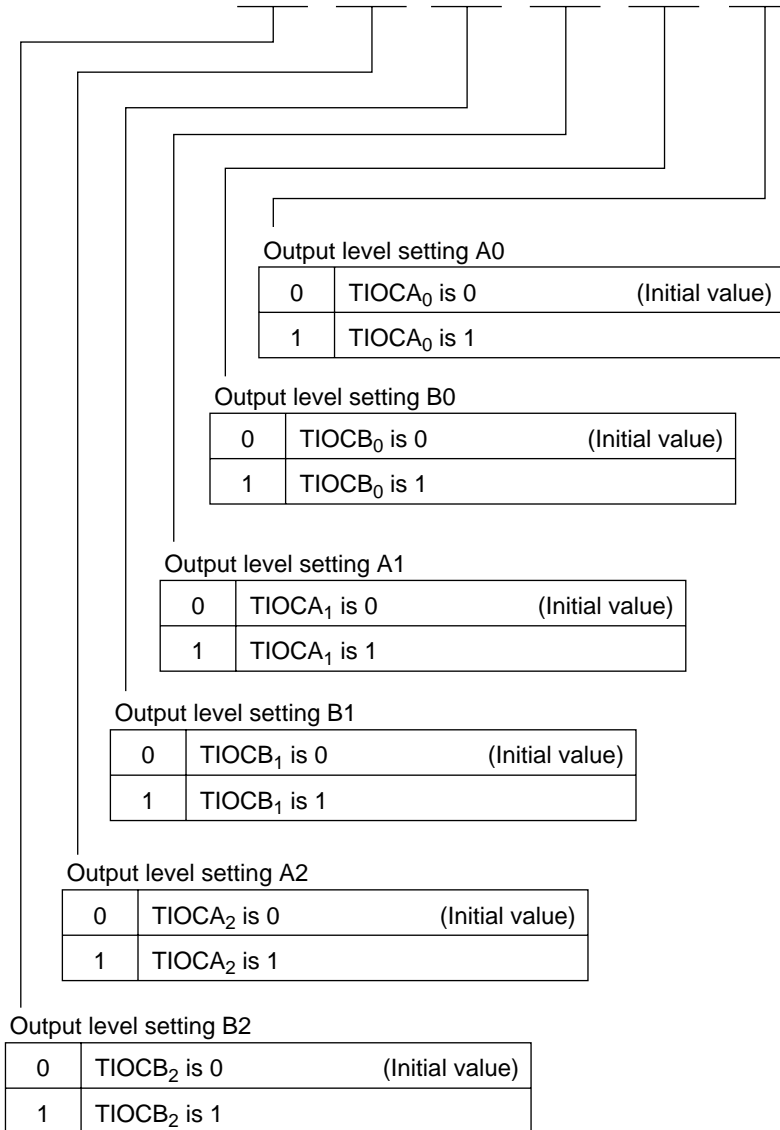 Output level setting A0
0 TIOCA₀ is 0 (Initial value)
1 TIOCA₀ is 1
Output level setting B0
0 TIOCB₀ is 0 (Initial value)
1 TIOCB₀ is 1
Output level setting A1
0 TIOCA₁ is 0 (Initial value)
1 TIOCA₁ is 1
Output level setting B1
0 TIOCB₁ is 0 (Initial value)
1 TIOCB₁ is 1
Output level setting A2
0 TIOCA₂ is 0 (Initial value)
1 TIOCA₂ is 1
Output level setting B2
0 TIOCB₂ is 0 (Initial value)
1 TIOCB₂ is 1